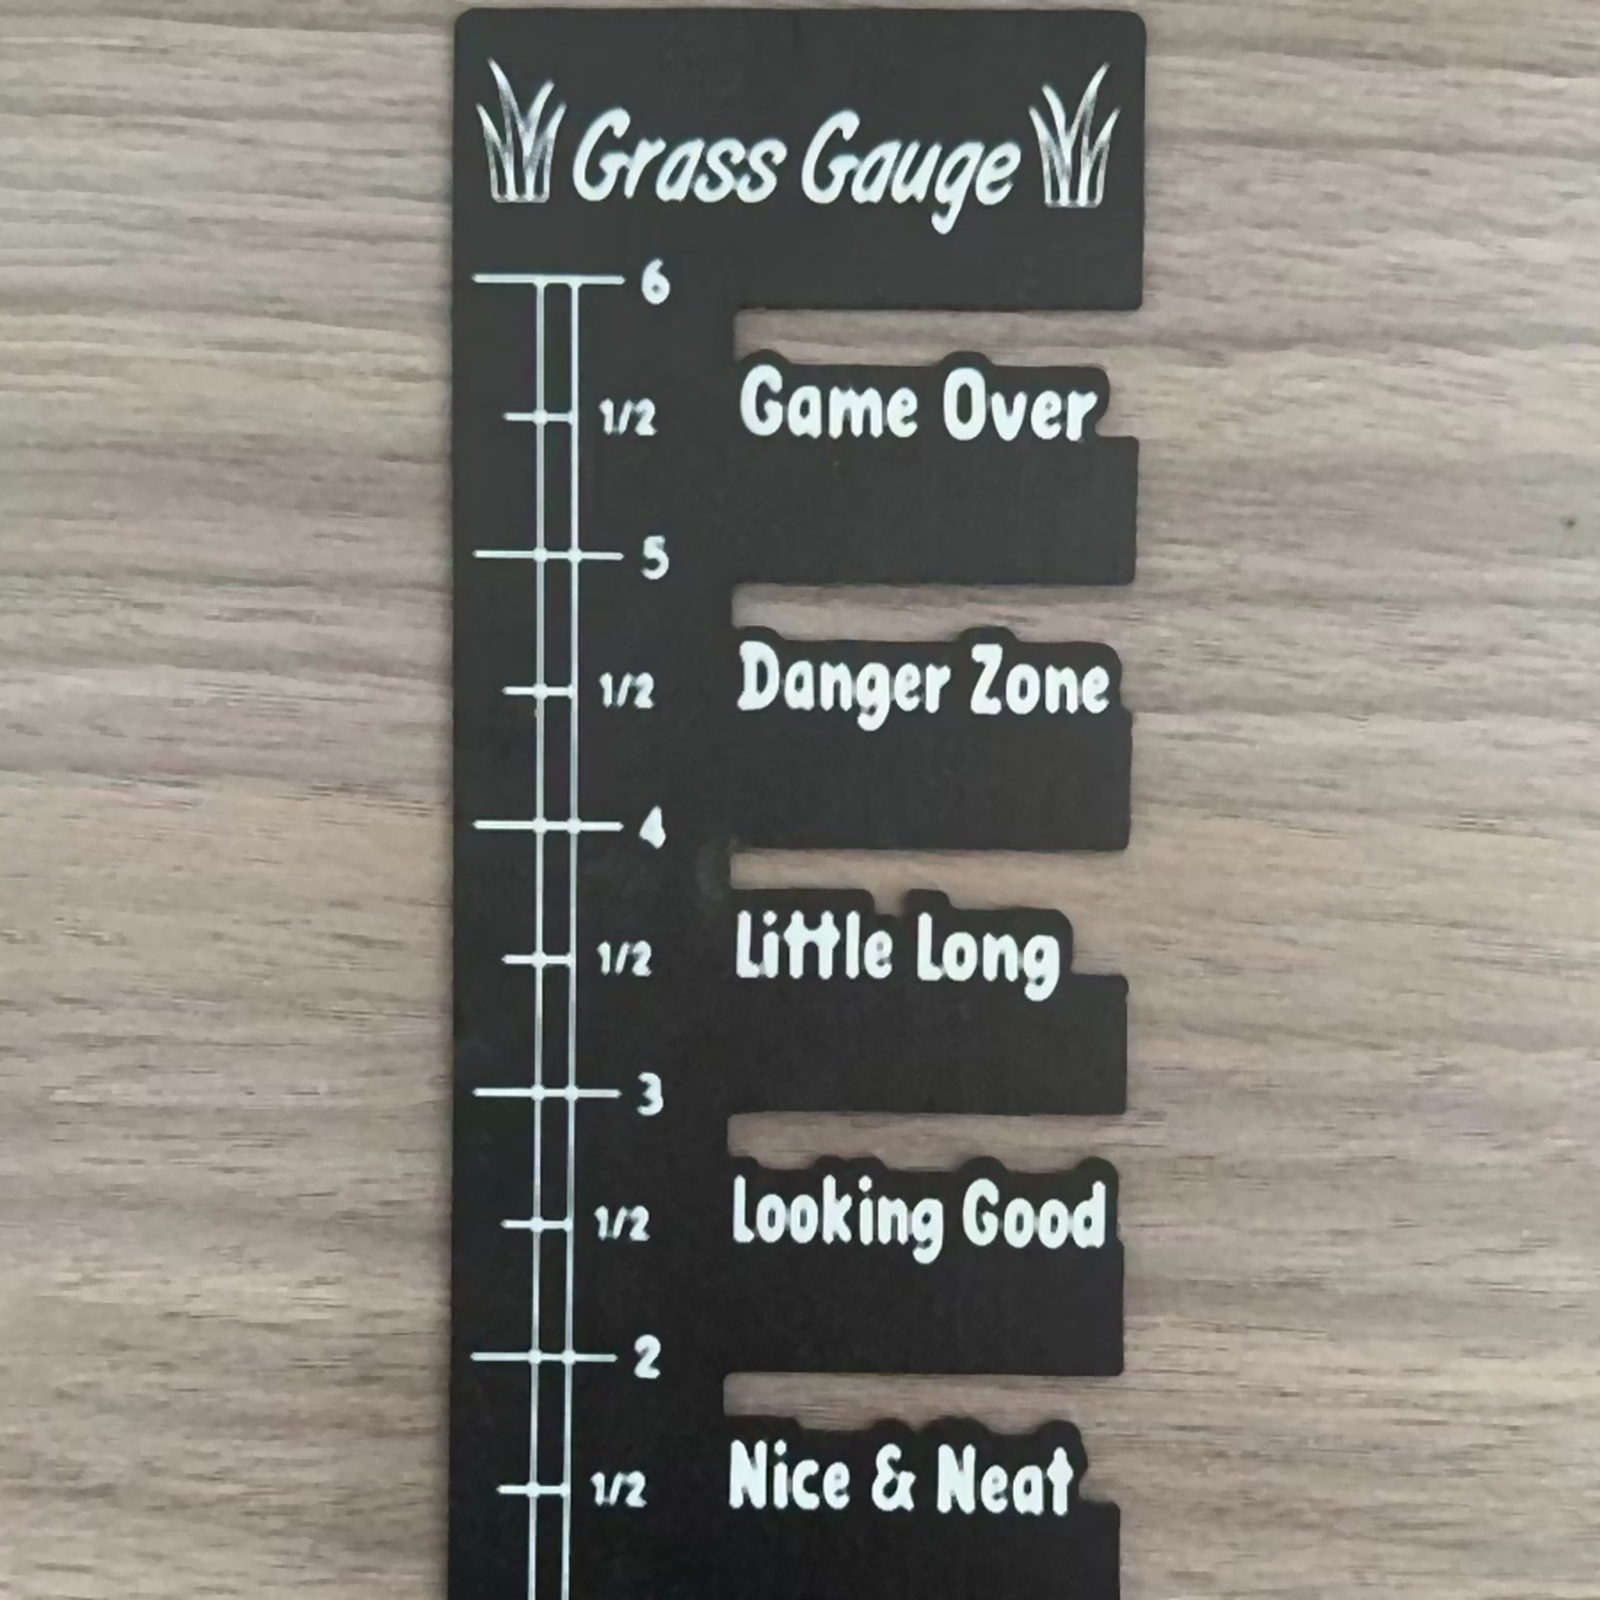 Grass Gauge
6
1/2 Game Over
5
1/2 Danger Zone
4
1/2 Little Long
3
1/2 Looking Good
2
1/2 Nice & Neat